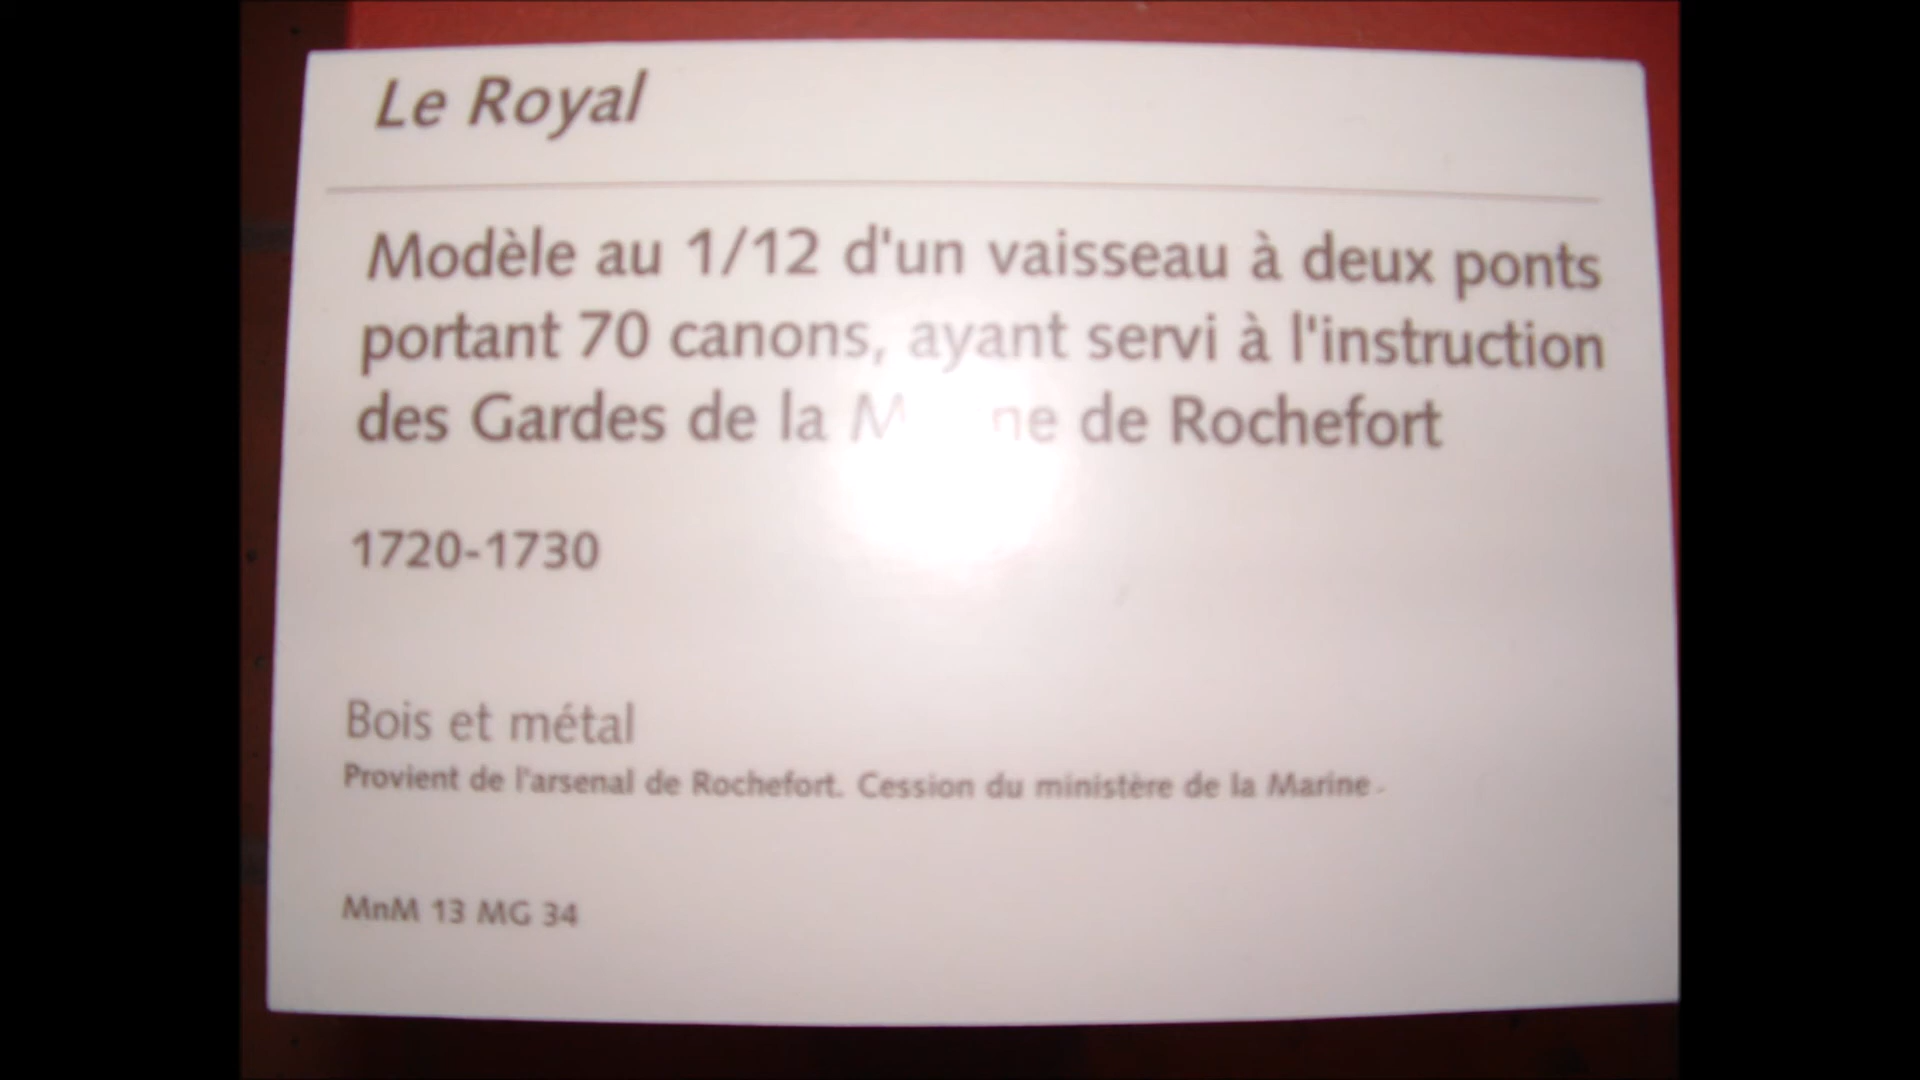 Le Royal
Modèle au 1/12 d'un vaisseau à deux ponts
portant 70 canons, ayant servi à l'instruction
des Gardes de la de Rochefort
1720-1730
Bois et métal
Provient de l'arsenal de Rochefort. Cession du ministère de la Marine.
MnM 13 MG 34